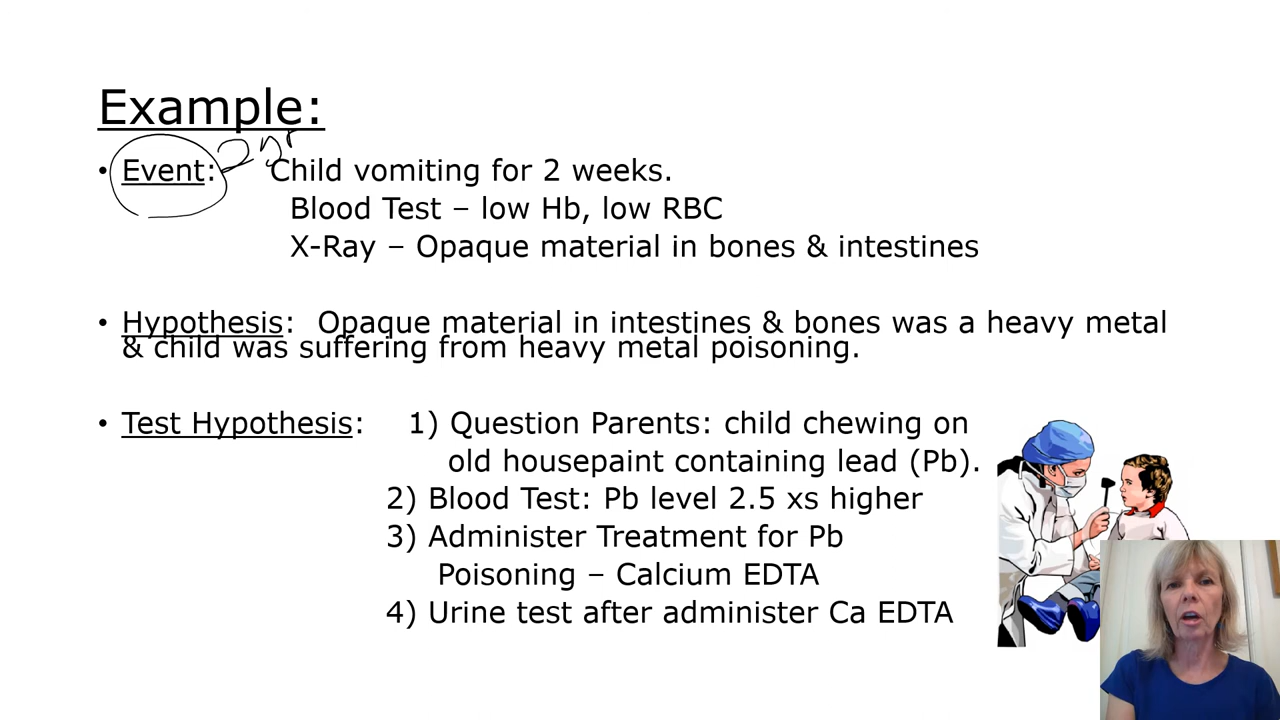 Example:
• Event: Child vomiting for 2 weeks.
2 yr
Blood Test – low Hb, low RBC
X-Ray – Opaque material in bones & intestines
• Hypothesis: Opaque material in intestines & bones was a heavy metal
& child was suffering from heavy metal poisoning.
• Test Hypothesis: 1) Question Parents: child chewing on
old housepaint containing lead (Pb).
2) Blood Test: Pb level 2.5 xs higher
3) Administer Treatment for Pb
Poisoning – Calcium EDTA
4) Urine test after administer Ca EDTA